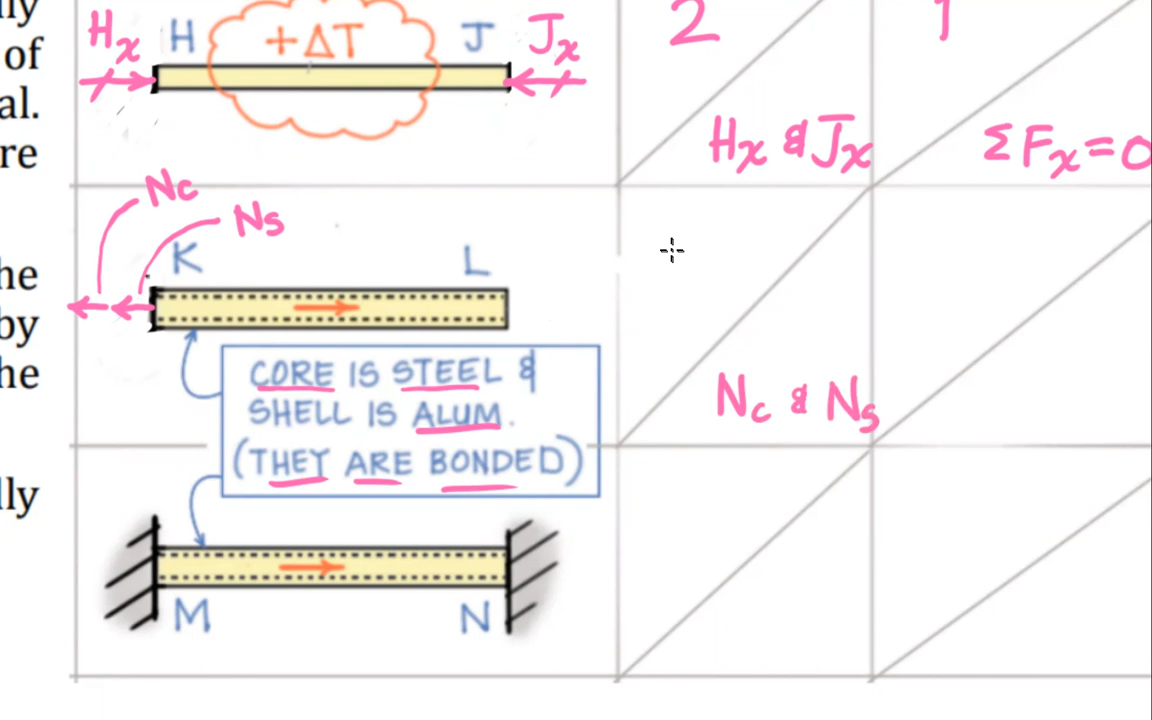 lly
of
al.
re
Hx H +ΔT J Jx
2
1
Hx & Jx
ΣFx=0
Nc
Ns
he
by
he
K L
CORE IS STEEL &
SHELL IS ALUM.
(THEY ARE BONDED)
Nc & Ns
lly
M N